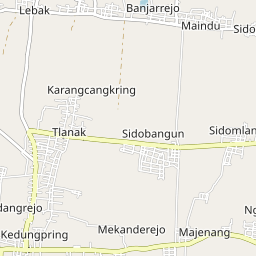 Banjarrejo
Lebak
Maindu
Sido
Karangcangkring
Tlanak
Sidobangun
Sidomlan
dangrejo
Ng
Mekanderejo
Kedungpring
Majenang